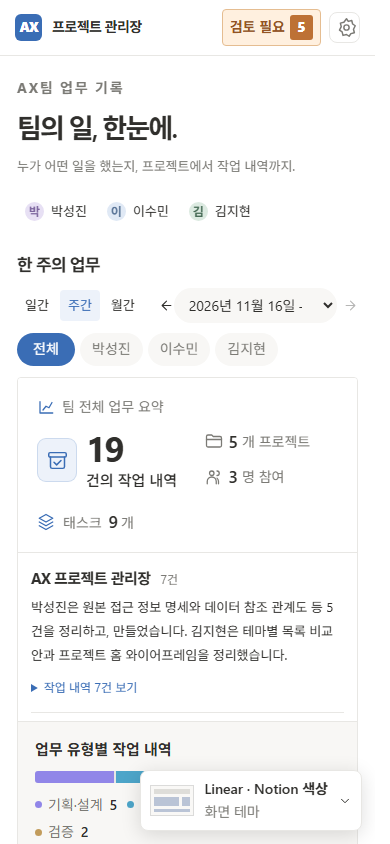 AX 프로젝트 관리장 검토 필요 5
AX팀 업무 기록
팀의 일, 한눈에.
누가 어떤 일을 했는지, 프로젝트에서 작업 내역까지.
박 박성진 이 이수민 김 김지현
한 주의 업무
일간 주간 월간 ← 2026년 11월 16일 - →
전체 박성진 이수민 김지현
팀 전체 업무 요약
19
건의 작업 내역
5 개 프로젝트
3 명 참여
태스크 9 개
AX 프로젝트 관리장 7건
박성진은 원본 접근 정보 명세와 데이터 참조 관계도 등 5
건을 정리하고, 만들었습니다. 김지현은 테마별 목록 비교
안과 프로젝트 홈 와이어프레임을 정리했습니다.
▶ 작업 내역 7건 보기
업무 유형별 작업 내역
기획·설계 5
검증 2
Linear · Notion 색상
화면 테마